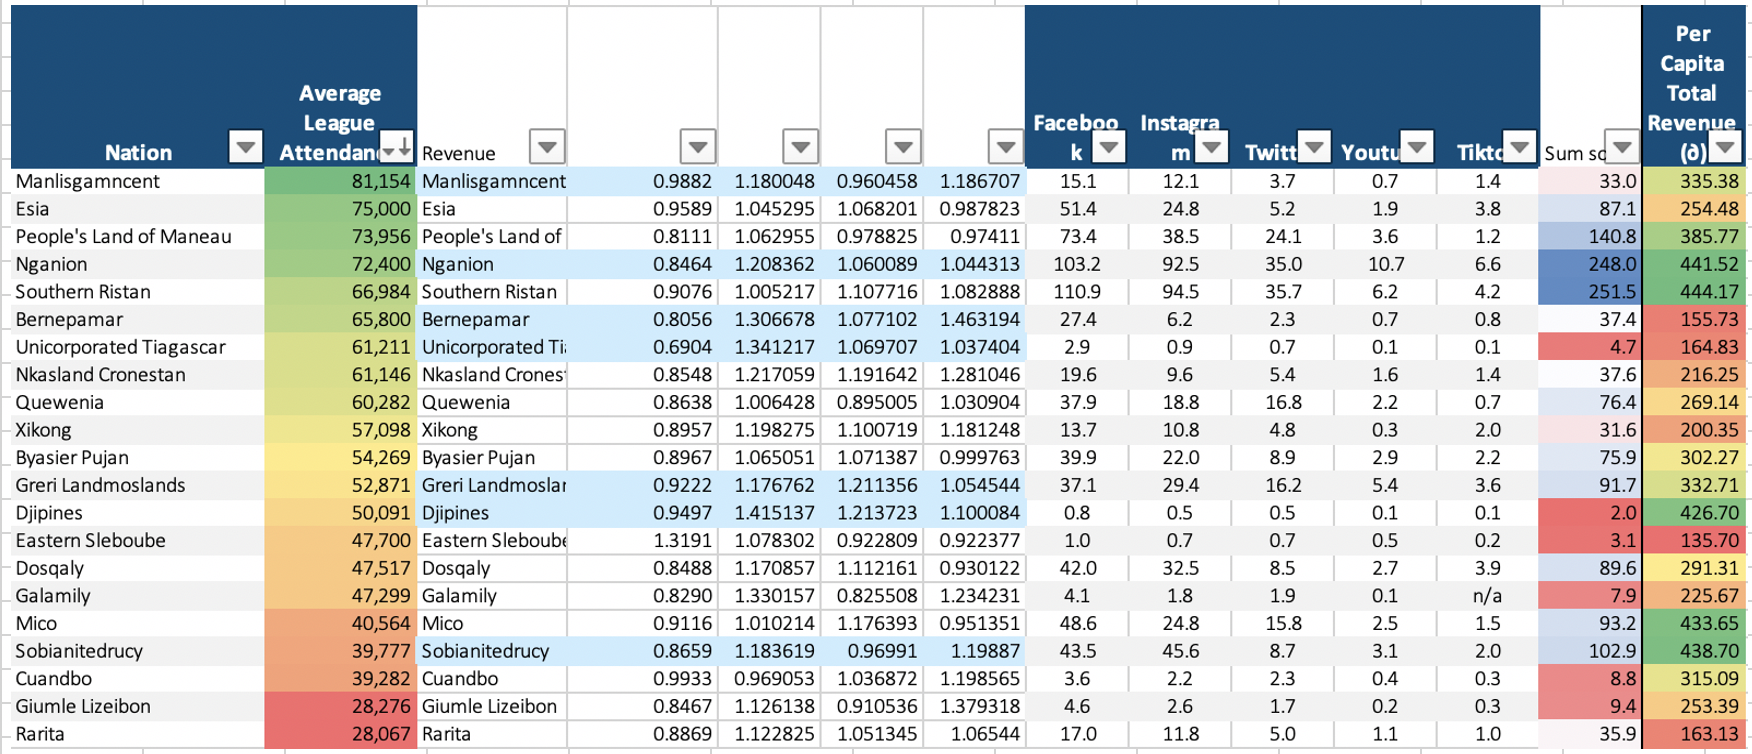 Per
Capita
Average Total
League Faceboo Instagra Revenue
Nation Attendan Revenue k m Twitt Youtu Tikto Sum so (∂)
Manlisgamncent 81,154 Manlisgamncent 0.9882 1.180048 0.960458 1.186707 15.1 12.1 3.7 0.7 1.4 33.0 335.38
Esia 75,000 Esia 0.9589 1.045295 1.068201 0.987823 51.4 24.8 5.2 1.9 3.8 87.1 254.48
People's Land of Maneau 73,956 People's Land of 0.8111 1.062955 0.978825 0.97411 73.4 38.5 24.1 3.6 1.2 140.8 385.77
Nganion 72,400 Nganion 0.8464 1.208362 1.060089 1.044313 103.2 92.5 35.0 10.7 6.6 248.0 441.52
Southern Ristan 66,984 Southern Ristan 0.9076 1.005217 1.107716 1.082888 110.9 94.5 35.7 6.2 4.2 251.5 444.17
Bernepamar 65,800 Bernepamar 0.8056 1.306678 1.077102 1.463194 27.4 6.2 2.3 0.7 0.8 37.4 155.73
Unicorporated Tiagascar 61,211 Unicorporated Tia 0.6904 1.341217 1.069707 1.037404 2.9 0.9 0.7 0.1 0.1 4.7 164.83
Nkasland Cronestan 61,146 Nkasland Cronest 0.8548 1.217059 1.191642 1.281046 19.6 9.6 5.4 1.6 1.4 37.6 216.25
Quewenia 60,282 Quewenia 0.8638 1.006428 0.895005 1.030904 37.9 18.8 16.8 2.2 0.7 76.4 269.14
Xikong 57,098 Xikong 0.8957 1.198275 1.100719 1.181248 13.7 10.8 4.8 0.3 2.0 31.6 200.35
Byasier Pujan 54,269 Byasier Pujan 0.8967 1.065051 1.071387 0.999763 39.9 22.0 8.9 2.9 2.2 75.9 302.27
Greri Landmoslands 52,871 Greri Landmoslar 0.9222 1.176762 1.211356 1.054544 37.1 29.4 16.2 5.4 3.6 91.7 332.71
Djipines 50,091 Djipines 0.9497 1.415137 1.213723 1.100084 0.8 0.5 0.5 0.1 0.1 2.0 426.70
Eastern Sleboube 47,700 Eastern Sleboube 1.3191 1.078302 0.922809 0.922377 1.0 0.7 0.7 0.5 0.2 3.1 135.70
Dosqaly 47,517 Dosqaly 0.8488 1.170857 1.112161 0.930122 42.0 32.5 8.5 2.7 3.9 89.6 291.31
Galamily 47,299 Galamily 0.8290 1.330157 0.825508 1.234231 4.1 1.8 1.9 0.1 n/a 7.9 225.67
Mico 40,564 Mico 0.9116 1.010214 1.176393 0.951351 48.6 24.8 15.8 2.5 1.5 93.2 433.65
Sobianitedrucy 39,777 Sobianitedrucy 0.8659 1.183619 0.96991 1.19887 43.5 45.6 8.7 3.1 2.0 102.9 438.70
Cuandbo 39,282 Cuandbo 0.9933 0.969053 1.036872 1.198565 3.6 2.2 2.3 0.4 0.3 8.8 315.09
Giumle Lizeibon 28,276 Giumle Lizeibon 0.8467 1.126138 0.910536 1.379318 4.6 2.6 1.7 0.2 0.3 9.4 253.39
Rarita 28,067 Rarita 0.8869 1.122825 1.051345 1.06544 17.0 11.8 5.0 1.1 1.0 35.9 163.13